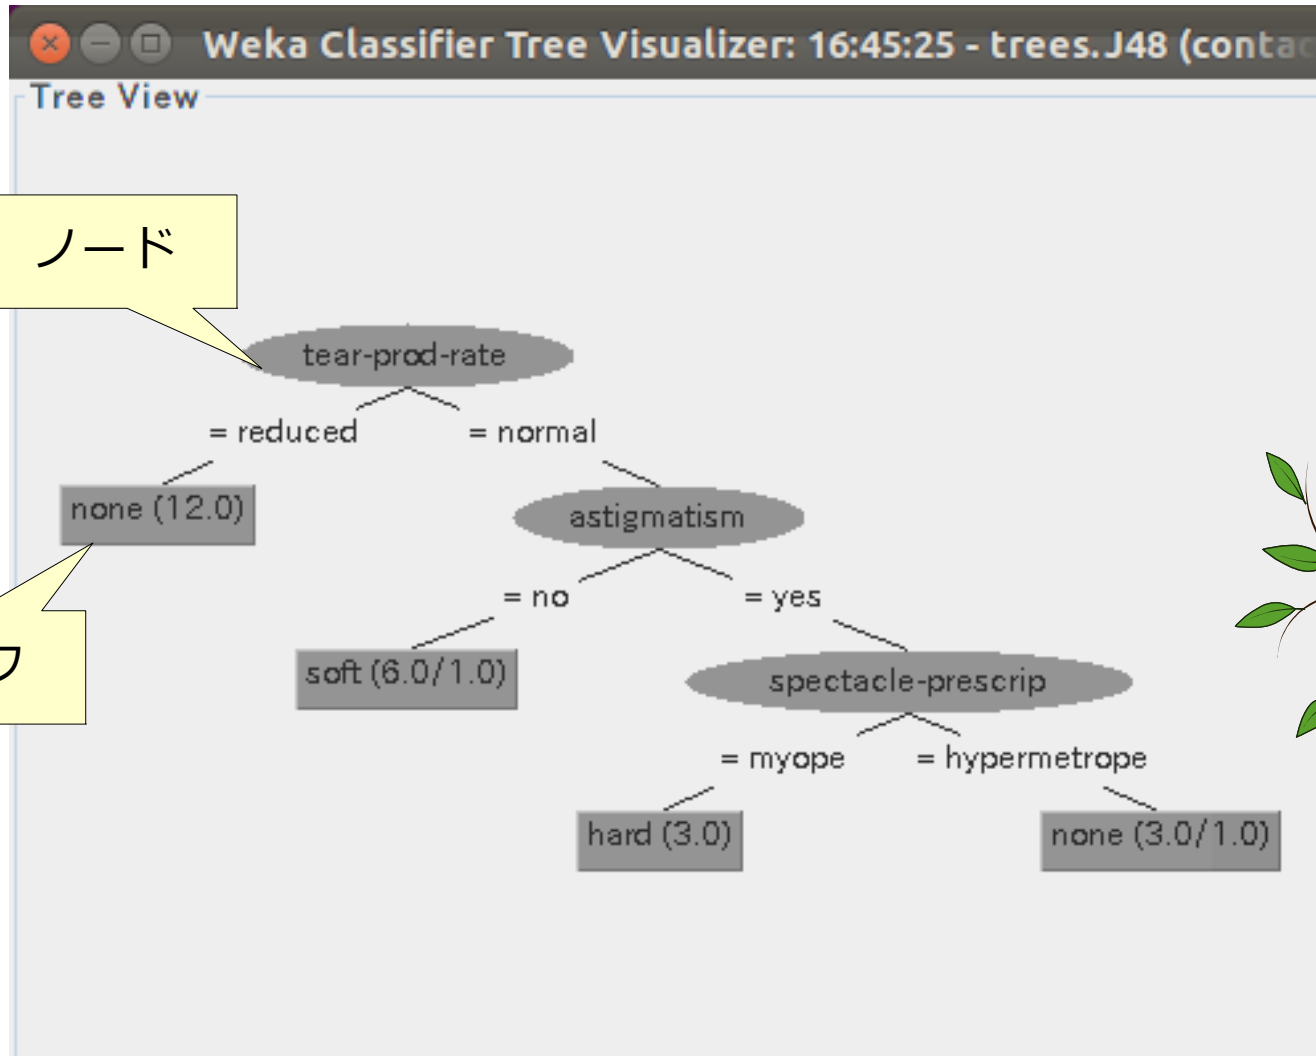 Weka Classifier Tree Visualizer: 16:45:25 - trees.J48 (contac
Tree View
ノード
tear-prod-rate
= reduced
= normal
none (12.0)
astigmatism
= no
= yes
フ
soft (6.0/1.0)
spectacle-prescrip
= myope
= hypermetrope
hard (3.0)
none (3.0/1.0)